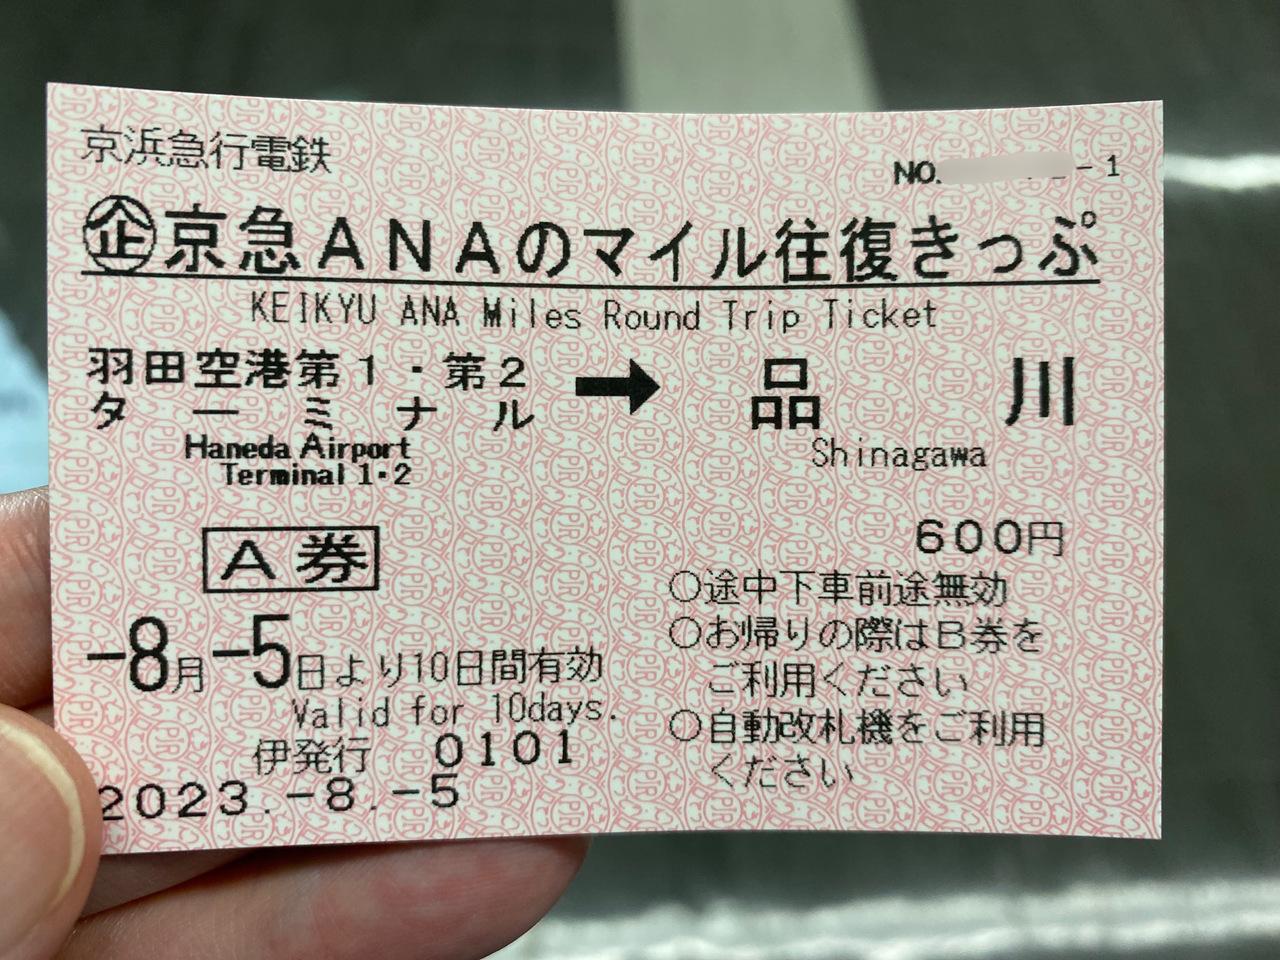 京浜急行電鉄
NO. -1
企 京急ANAのマイル往復きっぷ
KEIKYU ANA Miles Round Trip Ticket
羽田空港第1・第2 → 品川
ターミナル
Haneda Airport
Terminal 1・2
Shinagawa
600円
A券
-8月-5日より10日間有効
Valid for 10days.
伊発行 0101
2023.-8.-5
○途中下車前途無効
○お帰りの際はB券を
ご利用ください
○自動改札機をご利用
ください